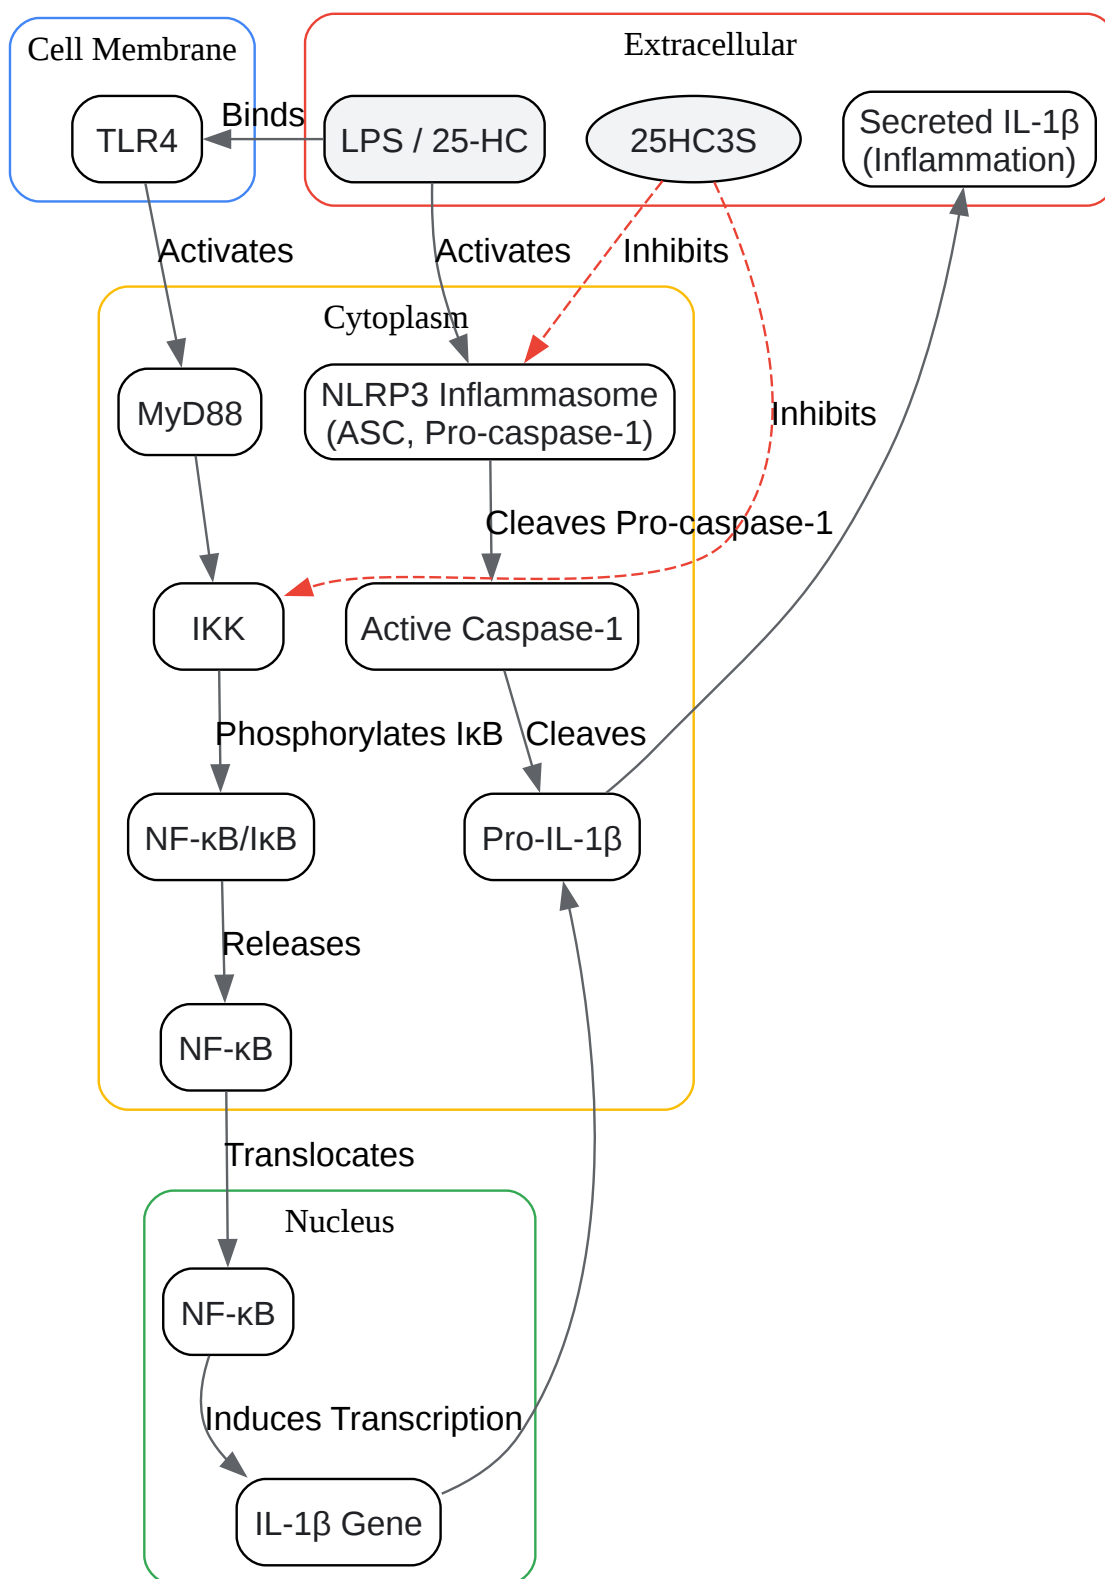 Cell Membrane
Extracellular
TLR4
Binds
LPS / 25-HC
25HC3S
Secreted IL-1β
(Inflammation)
Activates
Activates
Inhibits
Cytoplasm
MyD88
NLRP3 Inflammasome
(ASC, Pro-caspase-1)
Inhibits
Cleaves Pro-caspase-1
IKK
Active Caspase-1
Phosphorylates IκB
Cleaves
NF-κB/IκB
Pro-IL-1β
Releases
NF-κB
Translocates
Nucleus
NF-κB
Induces Transcription
IL-1β Gene